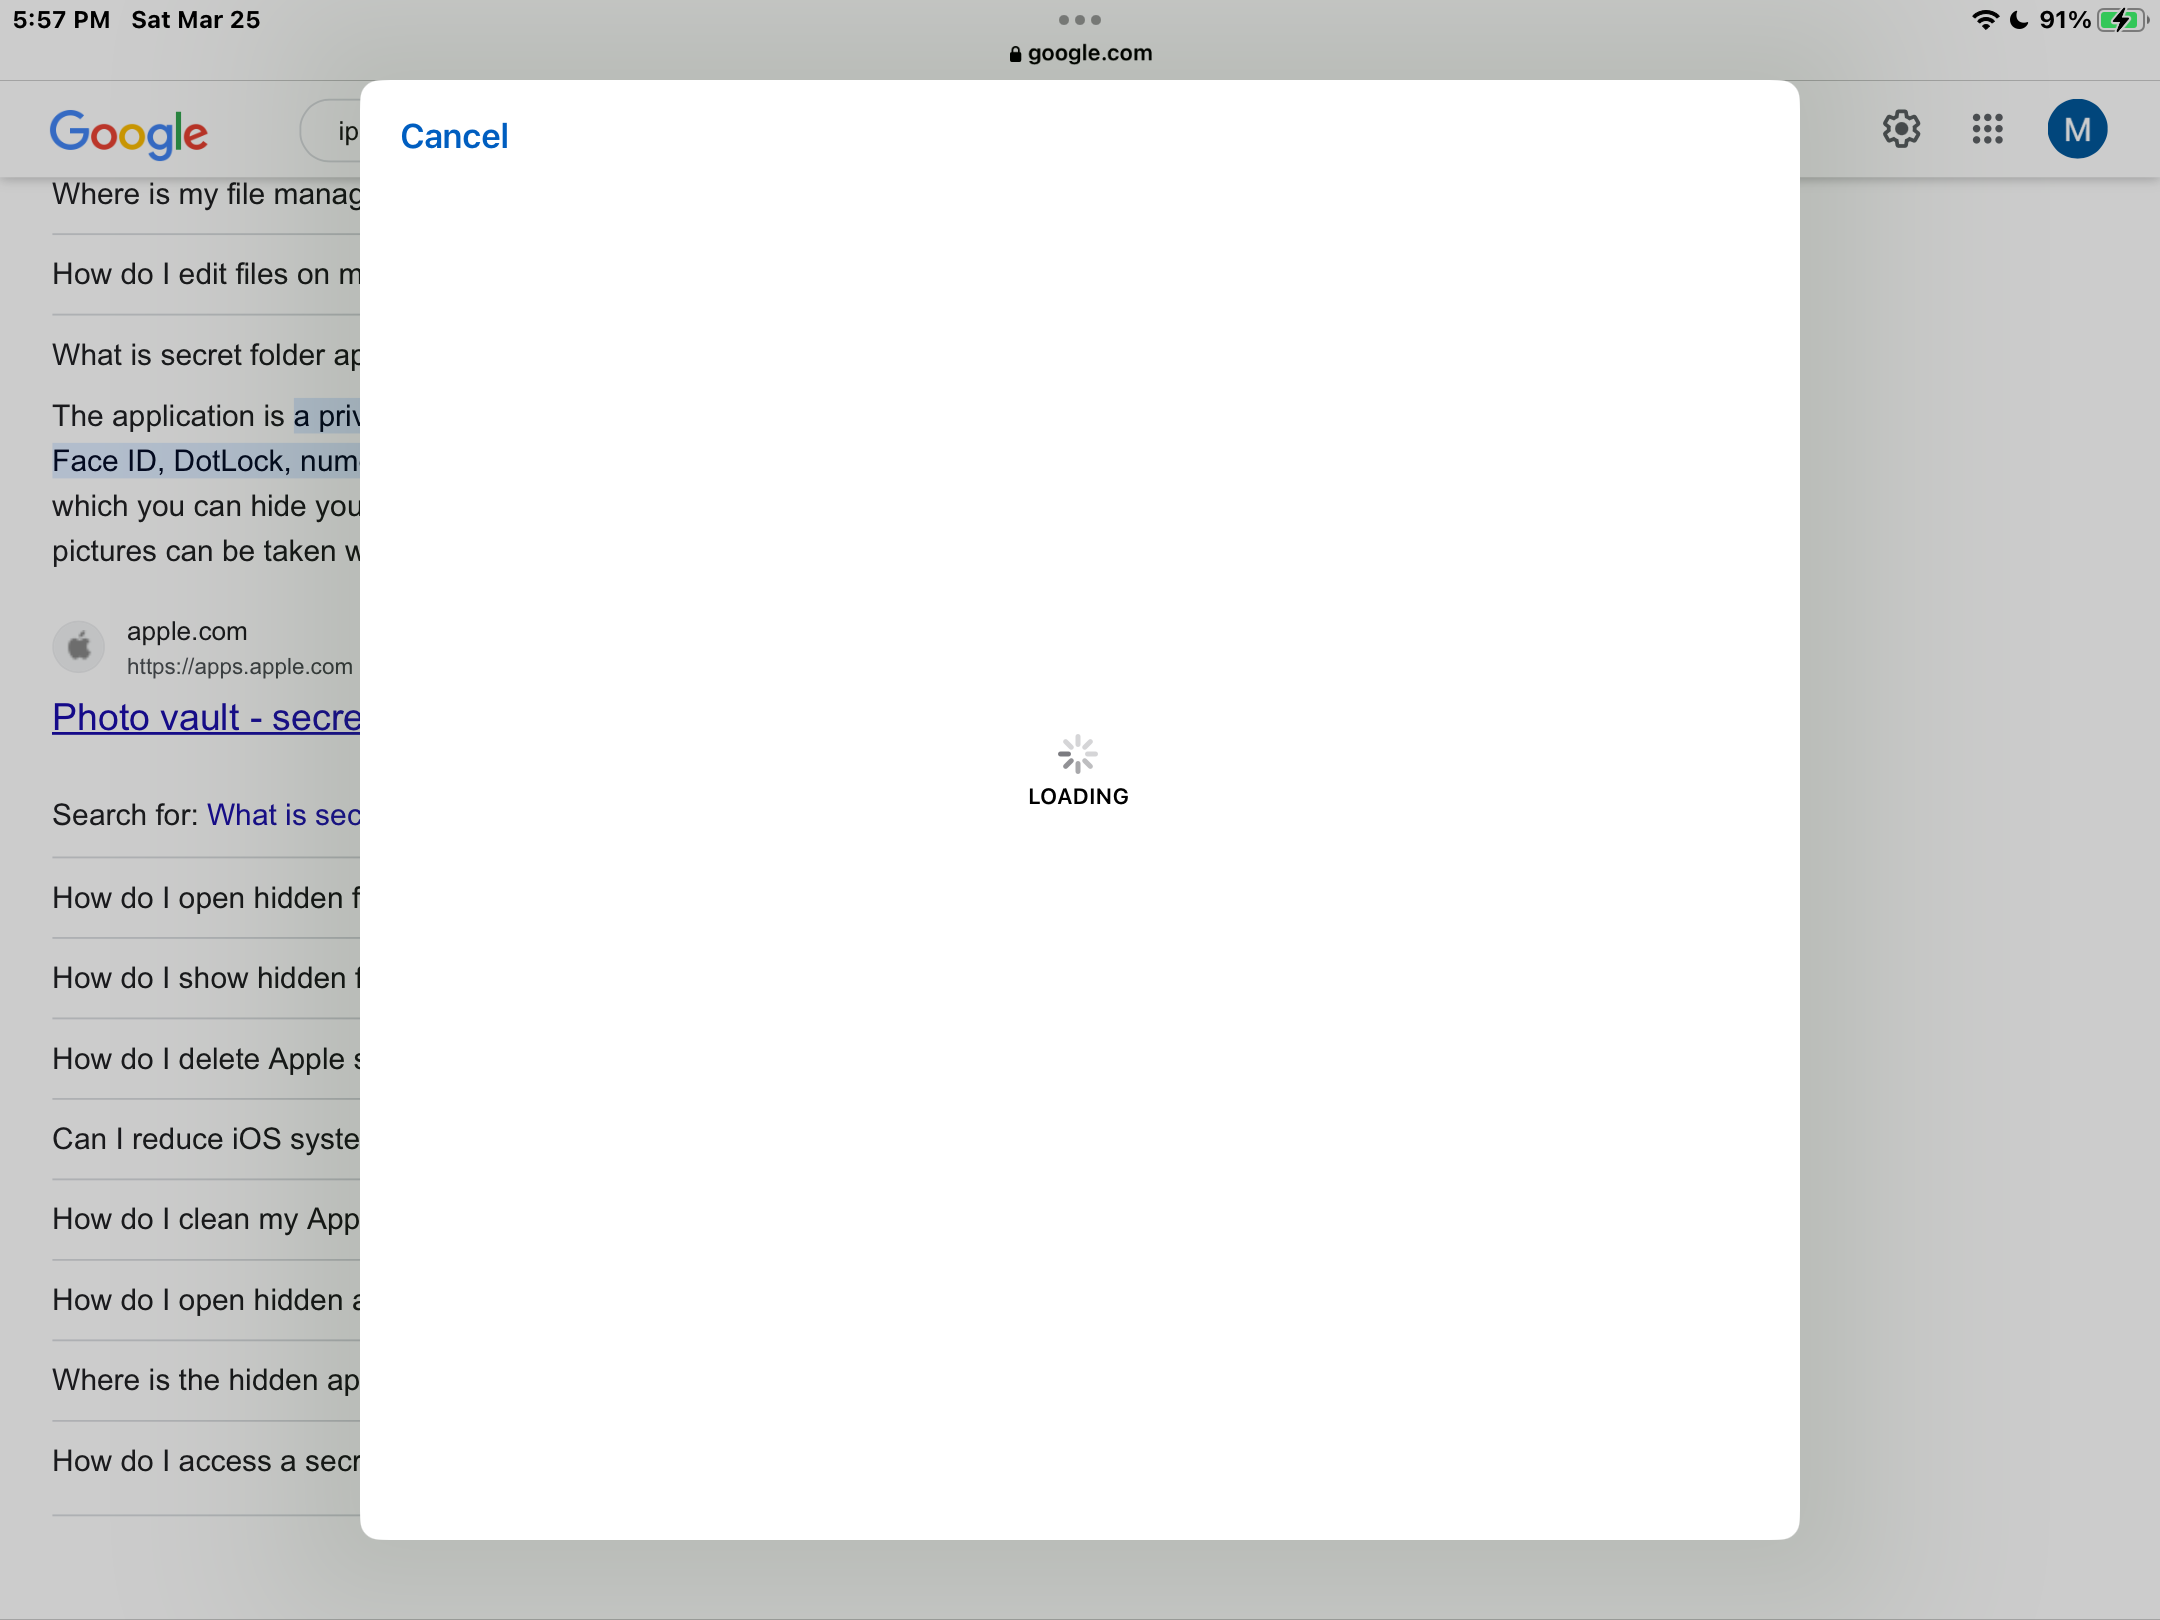 5:57 PM Sat Mar 25
91%
google.com
Google
ip
M
Cancel
Where is my file manag
How do I edit files on m
What is secret folder ap
The application is a priv
Face ID, DotLock, num
which you can hide you
pictures can be taken w
apple.com
https://apps.apple.com
Photo vault - secre
Search for: What is sec
How do I open hidden f
How do I show hidden f
How do I delete Apple s
Can I reduce iOS syste
How do I clean my App
How do I open hidden a
Where is the hidden ap
How do I access a secr
LOADING